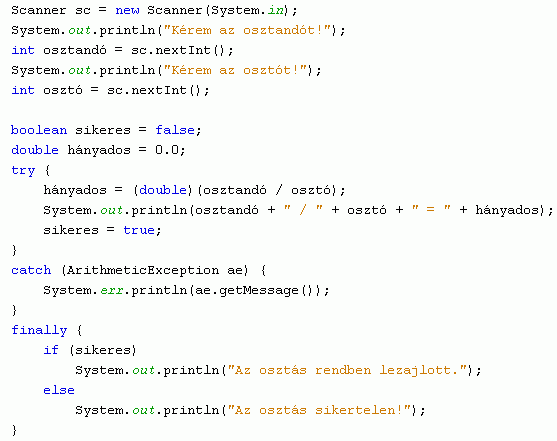 Scanner sc = new Scanner(System.in);
System.out.println("Kérem az osztandót!");
int osztandó = sc.nextInt();
System.out.println("Kérem az osztót!");
int osztó = sc.nextInt();

boolean sikeres = false;
double hányados = 0.0;
try {
    hányados = (double)(osztandó / osztó);
    System.out.println(osztandó + " / " + osztó + " = " + hányados);
    sikeres = true;
}
catch (ArithmeticException ae) {
    System.err.println(ae.getMessage());
}
finally {
    if (sikeres)
        System.out.println("Az osztás rendben lezajlott.");
    else
        System.out.println("Az osztás sikertelen!");
}